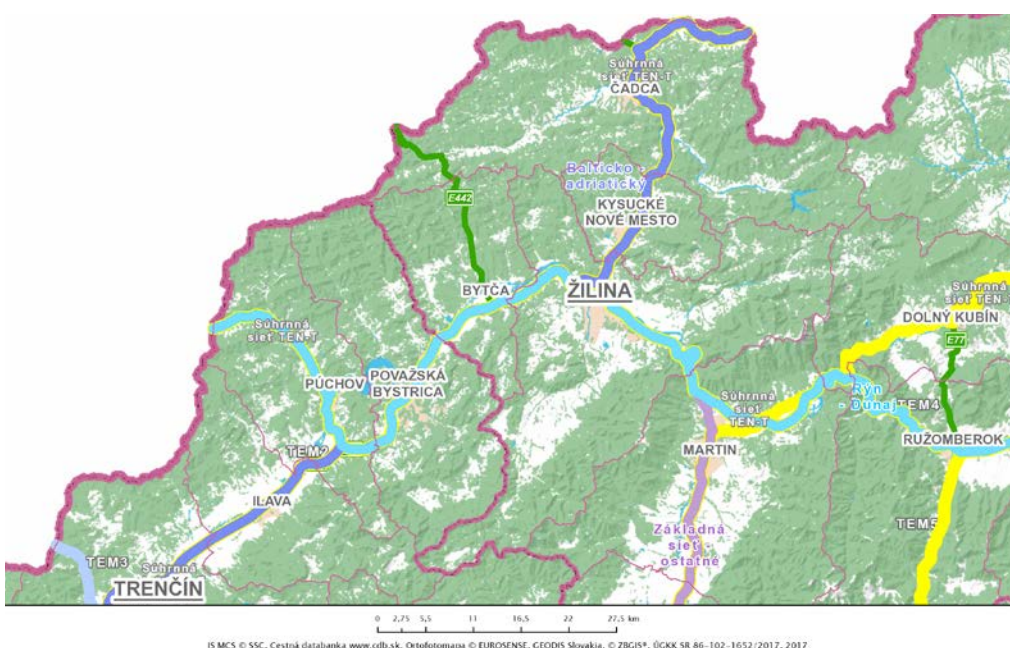 Súhrnná
sieť TEN-T
ČADCA
Balticko -
adriatický
E442
KYSUCKÉ
NOVÉ MESTO
BYTČA
ŽILINA
Súhrnná
sieť TEN-T
DOLNÝ KUBÍN
E77
Súhrnná
sieť TEN-T
PÚCHOV
POVAŽSKÁ
BYSTRICA
Súhrnná
sieť
TEN-T
Rýn
- Dunaj
TEM4
RUŽOMBEROK
MARTIN
TEM2
ILAVA
Základná
sieť -
ostatné
TEM5
TEM3
Súhrnná
TRENČÍN
0 2,75 5,5 11 16,5 22 27,5 km
IS MCS © SSC, Cestná databanka www.cdb.sk, Ortofotomapa © EUROSENSE, GEODIS Slovakia, © ZBGIS®, ÚGKK SR 86-102-1652/2017, 2017